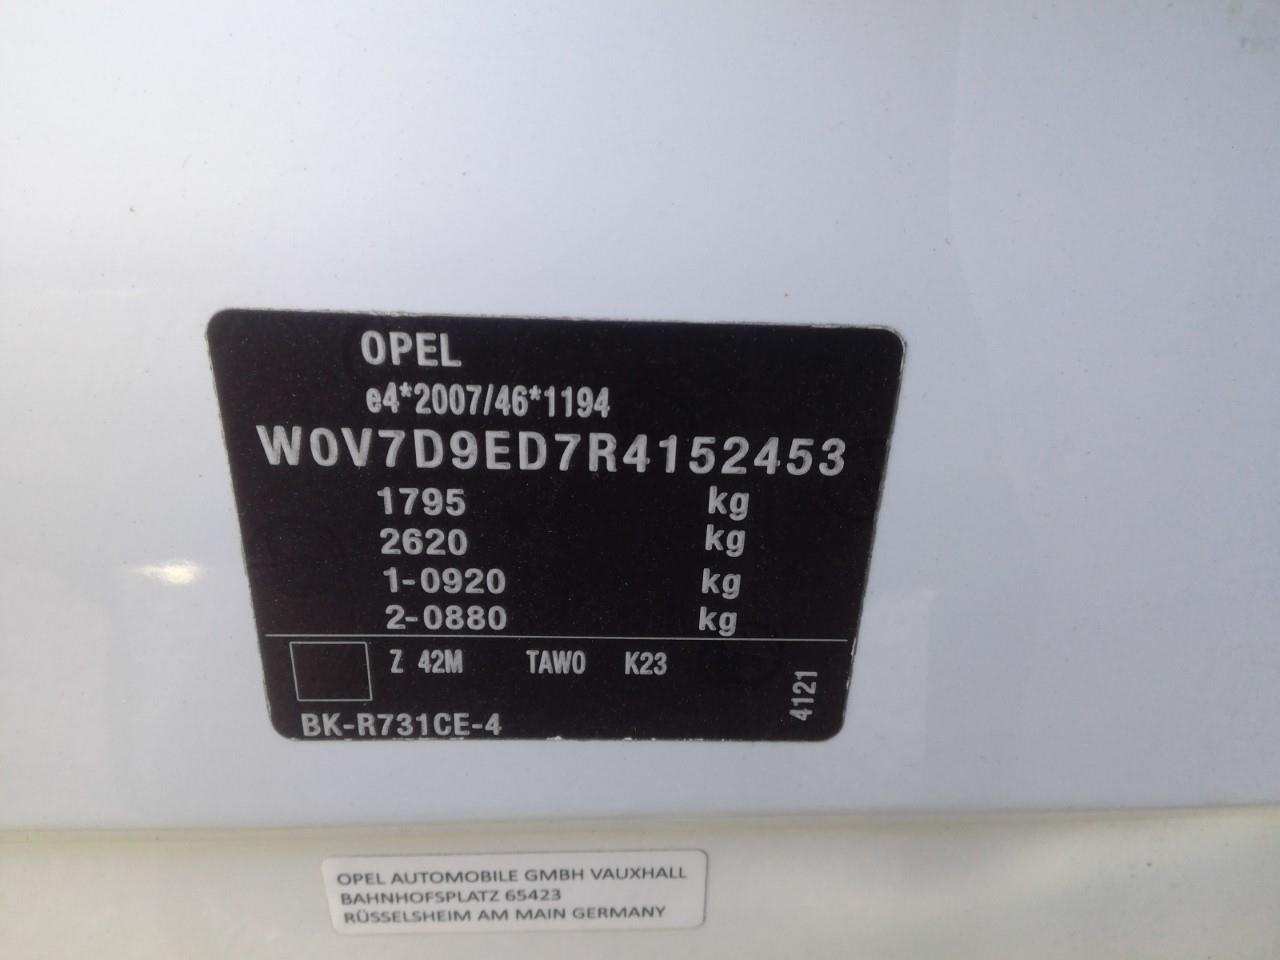 OPEL
e4*2007/46*1194
W0V7D9ED7R4152453
1795 kg
2620 kg
1-0920 kg
2-0880 kg
Z 42M TAW0 K23
4121
BK-R731CE-4
OPEL AUTOMOBILE GMBH VAUXHALL
BAHNHOFSPLATZ 65423
RÜSSELSHEIM AM MAIN GERMANY